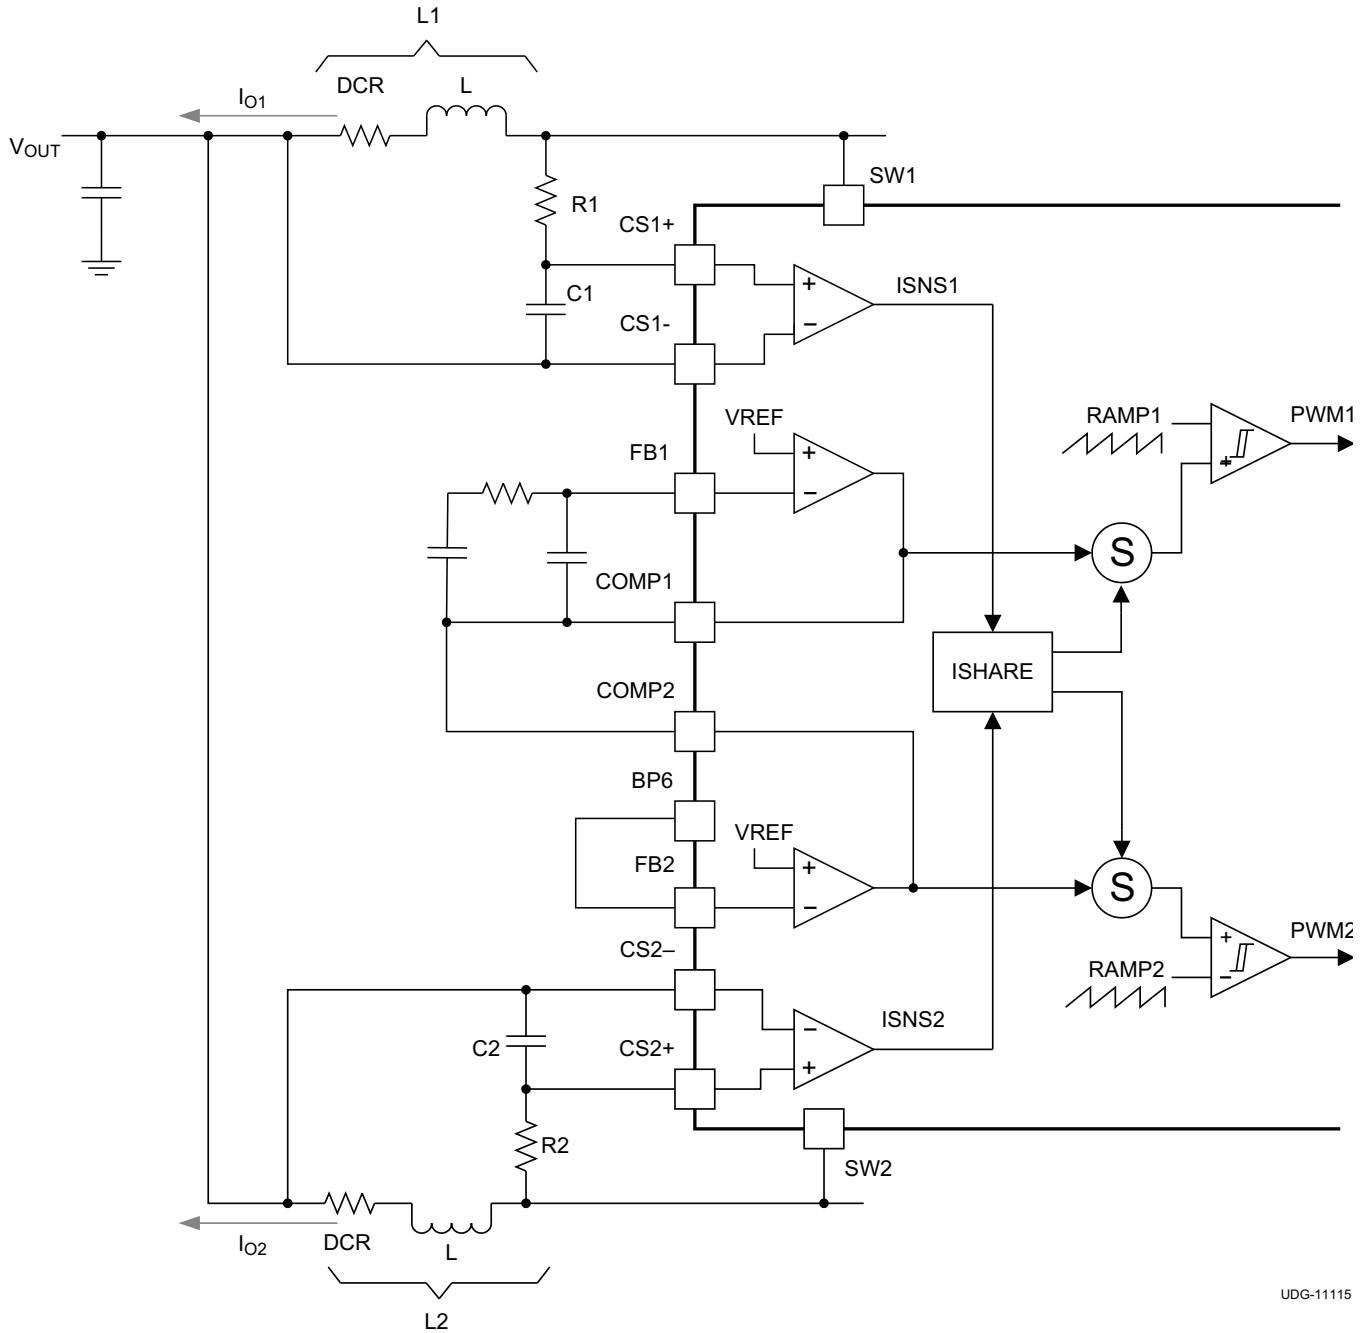 L1
DCR
L
IO1
VOUT
SW1
R1
CS1+
C1
ISNS1
CS1-
+
−
RAMP1
PWM1
VREF
FB1
+
−
+
S
COMP1
ISHARE
COMP2
BP6
VREF
FB2
+
−
S
CS2–
PWM2
+
−
RAMP2
ISNS2
C2
CS2+
−
+
R2
SW2
IO2
DCR
L
L2
UDG-11115